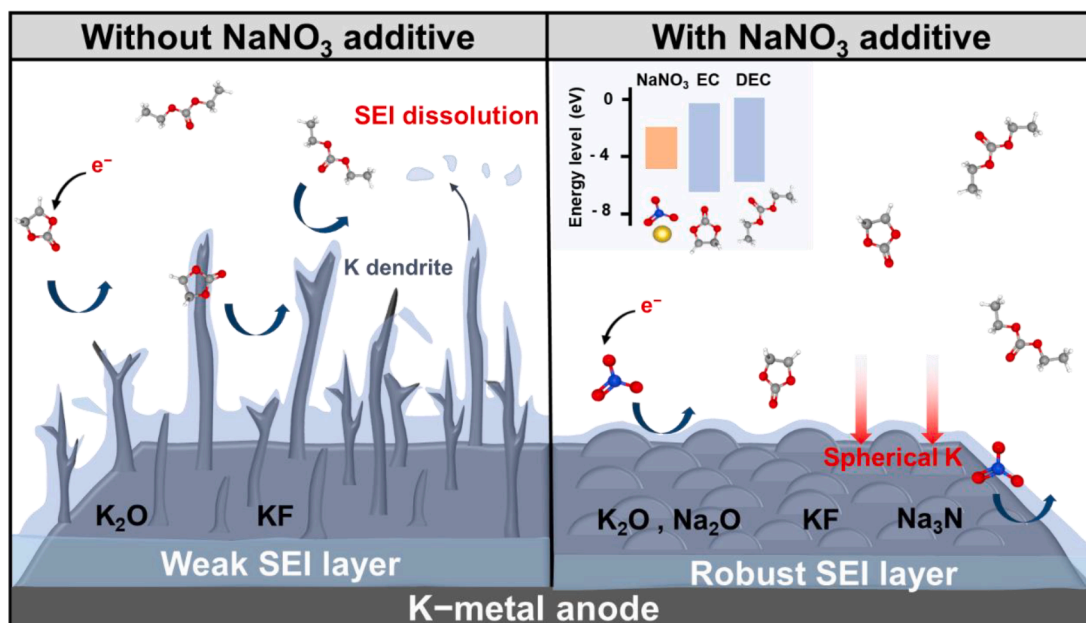 Without NaNO₃ additive
SEI dissolution
e⁻
K dendrite
K₂O
KF
Weak SEI layer
With NaNO₃ additive
NaNO₃ EC DEC
Energy level (eV)
0
- 4
- 8
e⁻
Spherical K
K₂O , Na₂O
KF
Na₃N
Robust SEI layer
K−metal anode